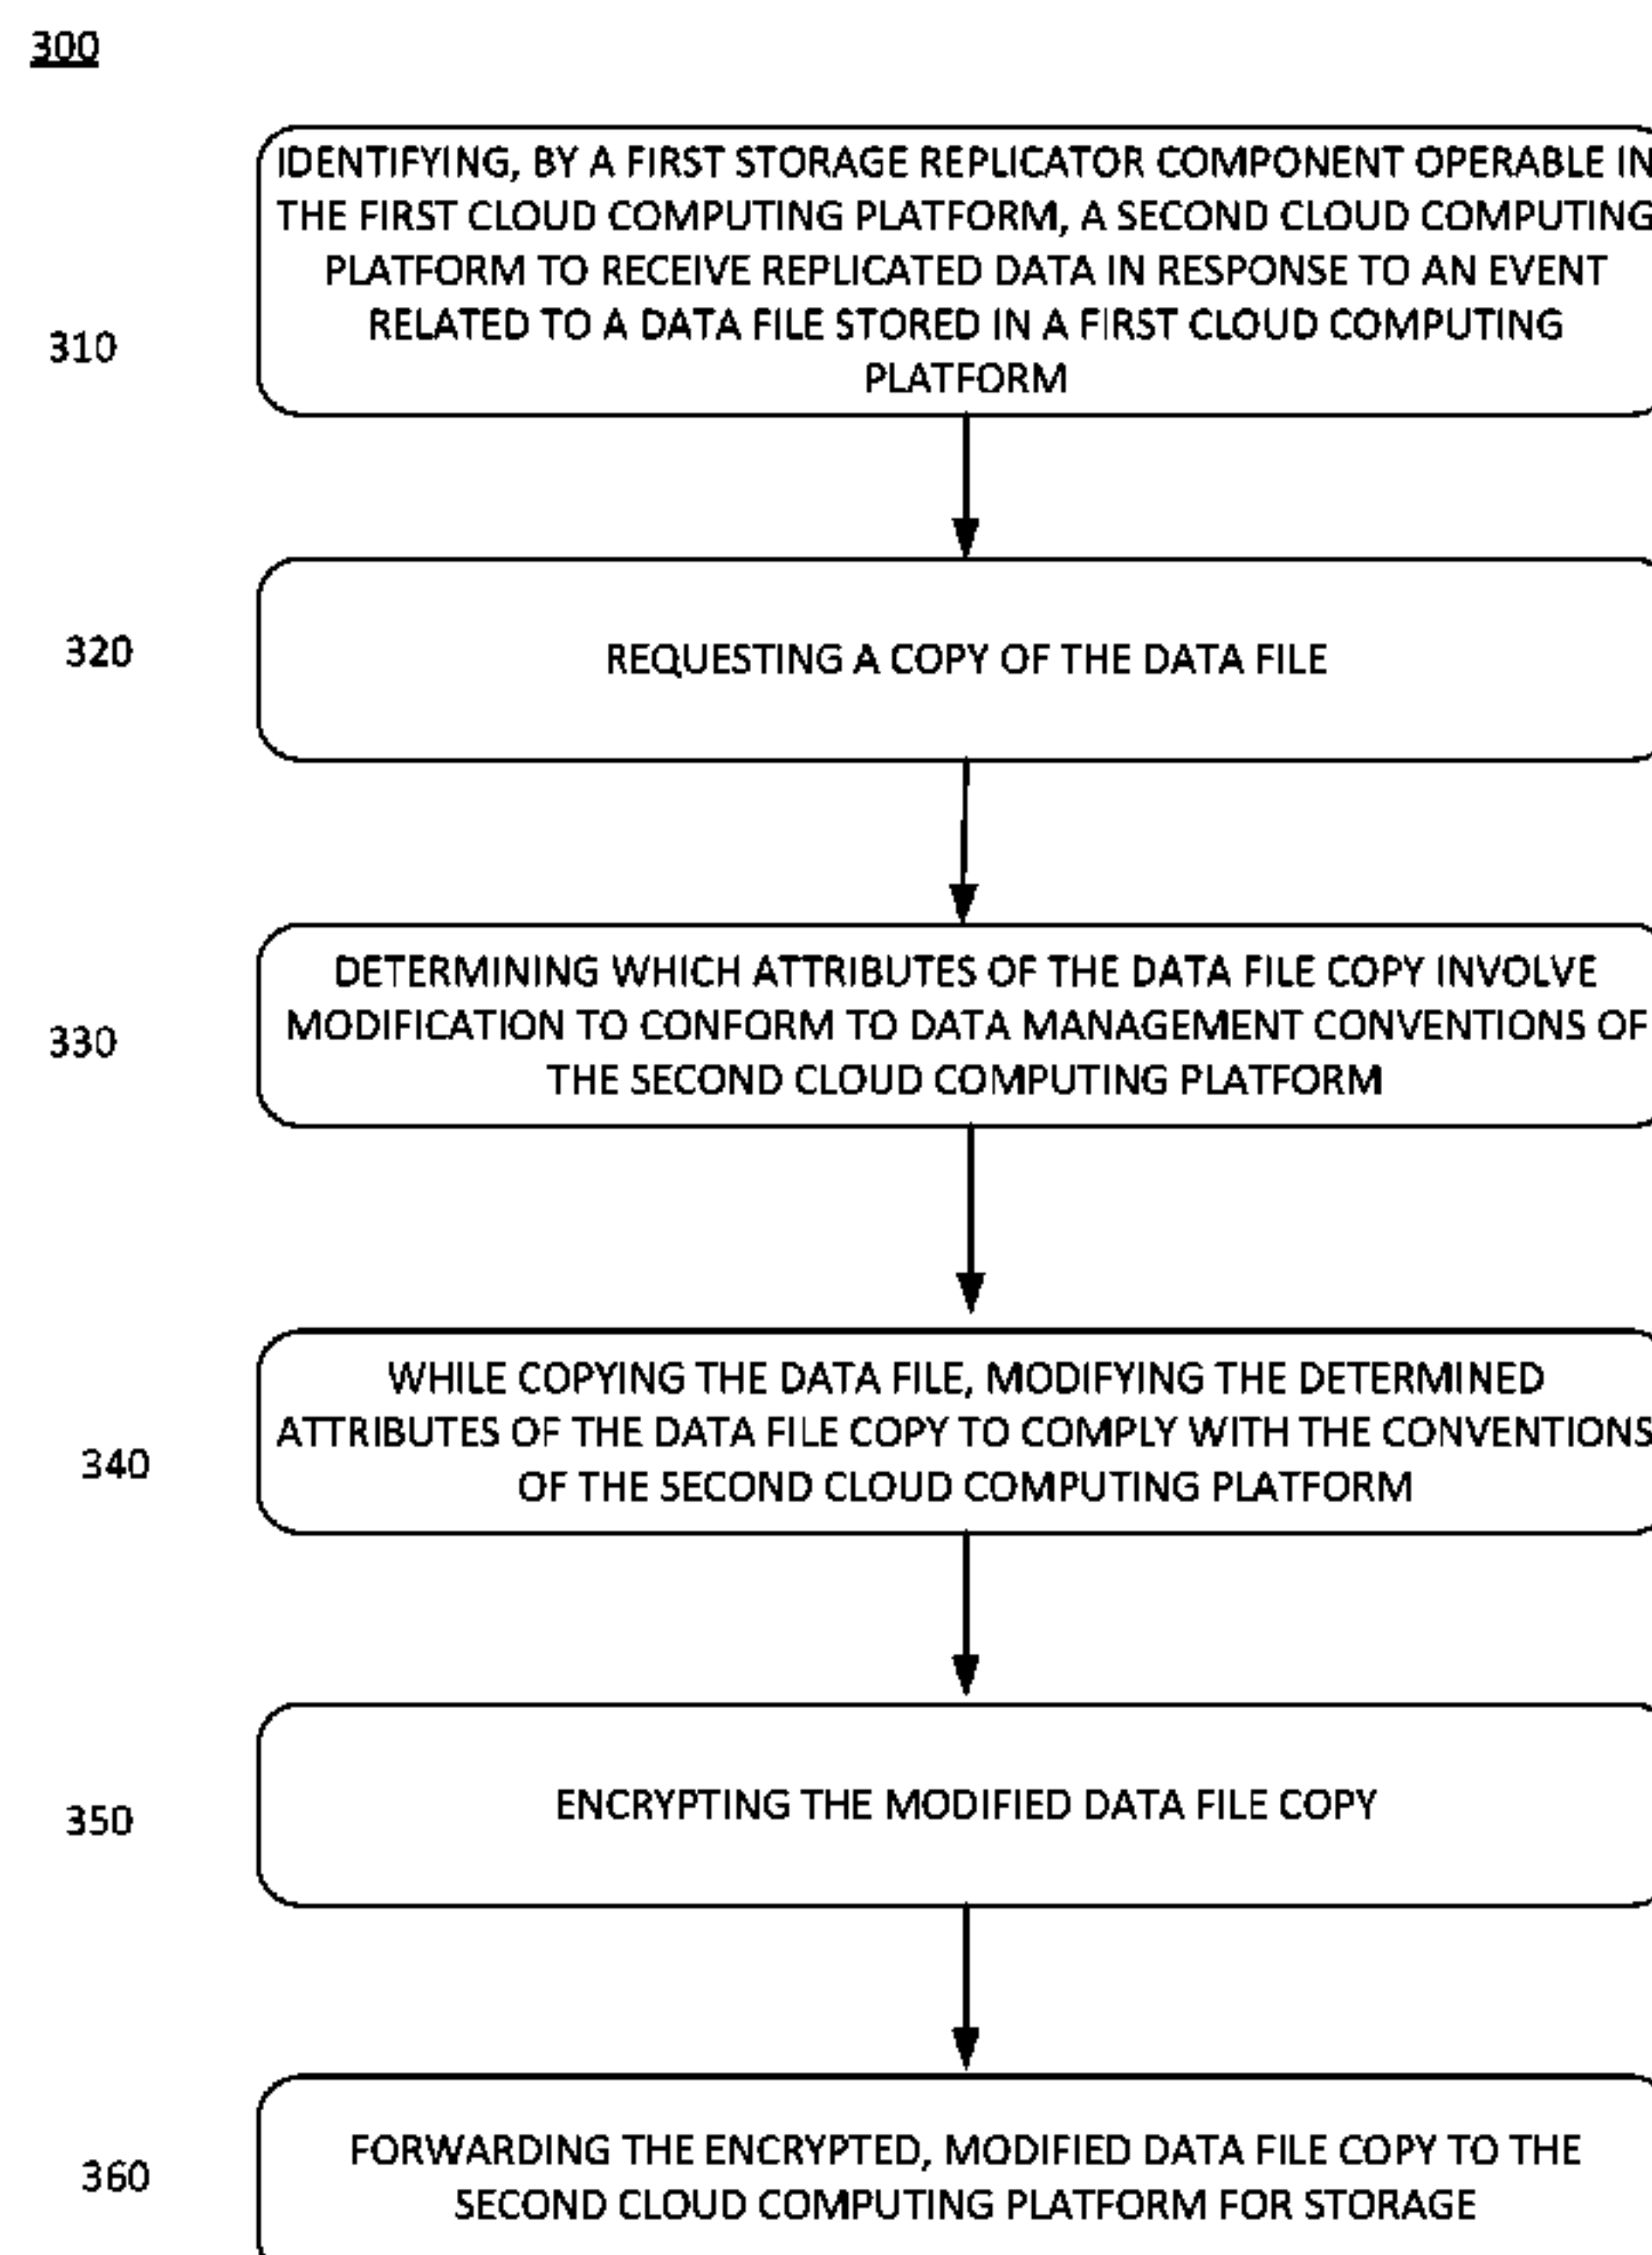 300
IDENTIFYING, BY A FIRST STORAGE REPLICATOR COMPONENT OPERABLE IN
THE FIRST CLOUD COMPUTING PLATFORM, A SECOND CLOUD COMPUTING
PLATFORM TO RECEIVE REPLICATED DATA IN RESPONSE TO AN EVENT
RELATED TO A DATA FILE STORED IN A FIRST CLOUD COMPUTING
PLATFORM
310
320
REQUESTING A COPY OF THE DATA FILE
330
DETERMINING WHICH ATTRIBUTES OF THE DATA FILE COPY INVOLVE
MODIFICATION TO CONFORM TO DATA MANAGEMENT CONVENTIONS OF
THE SECOND CLOUD COMPUTING PLATFORM
340
WHILE COPYING THE DATA FILE, MODIFYING THE DETERMINED
ATTRIBUTES OF THE DATA FILE COPY TO COMPLY WITH THE CONVENTIONS
OF THE SECOND CLOUD COMPUTING PLATFORM
350
ENCRYPTING THE MODIFIED DATA FILE COPY
360
FORWARDING THE ENCRYPTED, MODIFIED DATA FILE COPY TO THE
SECOND CLOUD COMPUTING PLATFORM FOR STORAGE